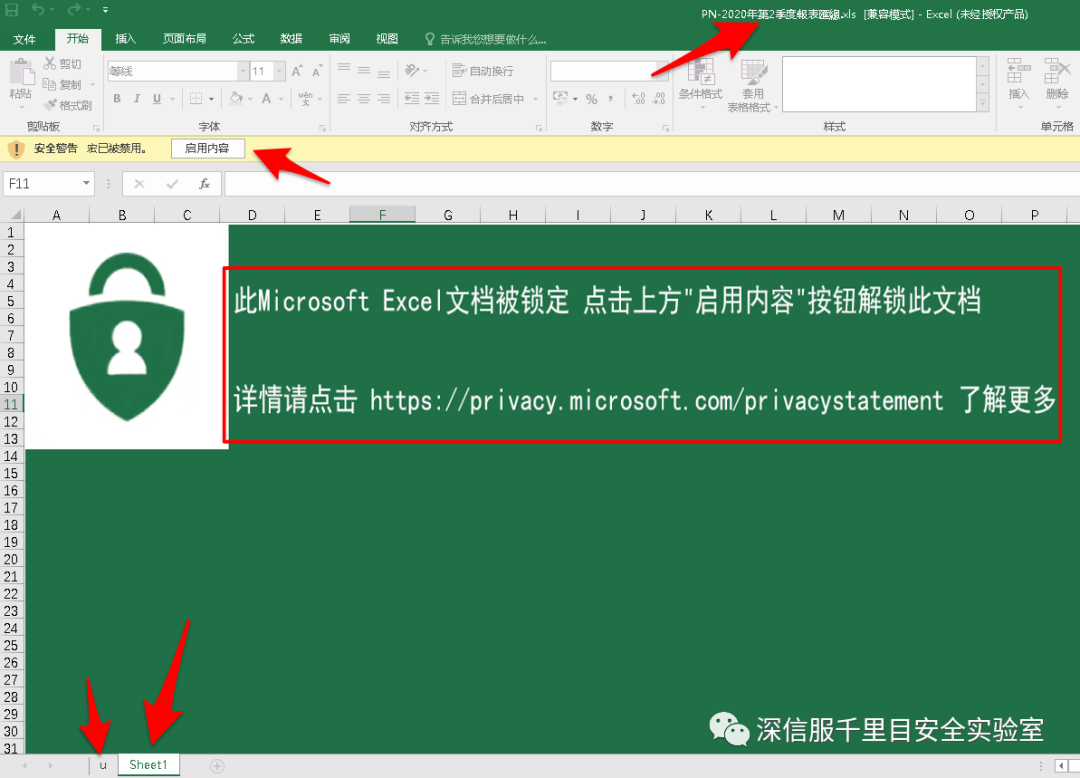 PN-2020年第2季度報表匯總.xls [兼容模式] - Excel (未经授权产品)
文件 开始 插入 页面布局 公式 数据 审阅 视图 告诉我您想要做什么...
剪切
等线 11 A A 自动换行
粘贴 复制 条件格式 套用 插入 删除
B I U A wén 文 合并后居中 % , 表格格式
格式刷
剪贴板 字体 对齐方式 数字 样式 单元格
! 安全警告 宏已被禁用。 启用内容
F11 fx
A B C D E F G H I J K L M N O P
1
2
3
4
此Microsoft Excel文档被锁定 点击上方"启用内容"按钮解锁此文档
5
6
7
8
9
10
详情请点击 https://privacy.microsoft.com/privacystatement 了解更多
11
12
13
14
15
16
17
18
19
20
21
22
23
24
25
26
27
28
29
深信服千里目安全实验室
30
31
u Sheet1